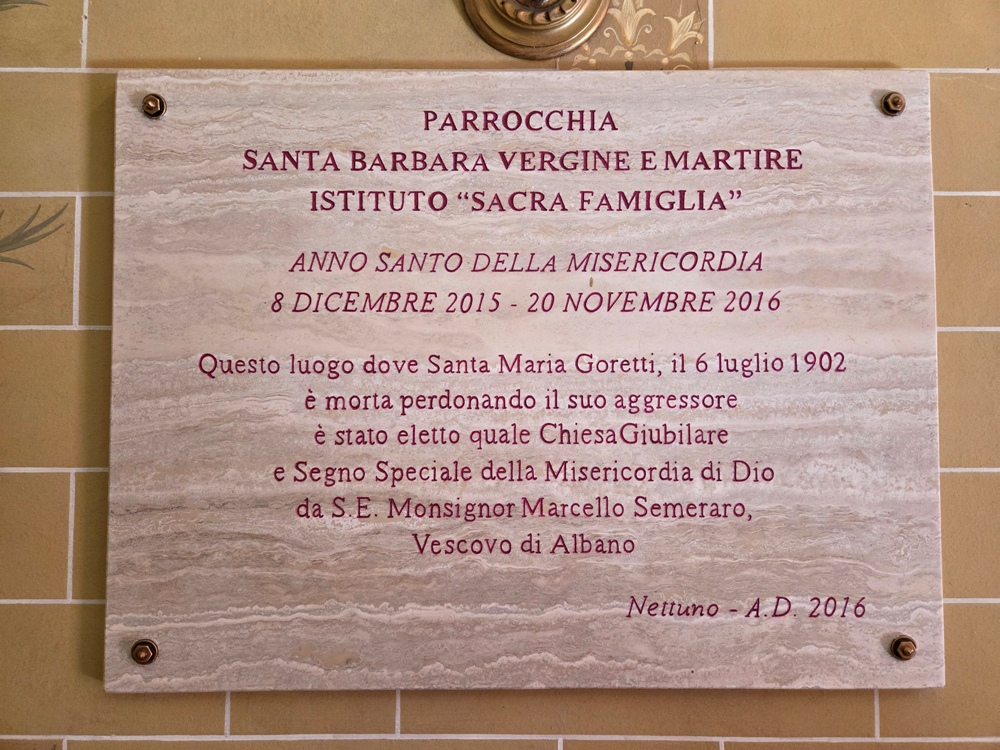 PARROCCHIA
SANTA BARBARA VERGINE E MARTIRE
ISTITUTO “SACRA FAMIGLIA”
ANNO SANTO DELLA MISERICORDIA
8 DICEMBRE 2015 - 20 NOVEMBRE 2016
Questo luogo dove Santa Maria Goretti, il 6 luglio 1902
è morta perdonando il suo aggressore
è stato eletto quale ChiesaGiubilare
e Segno Speciale della Misericordia di Dio
da S.E. Monsignor Marcello Semeraro,
Vescovo di Albano
Nettuno - A.D. 2016